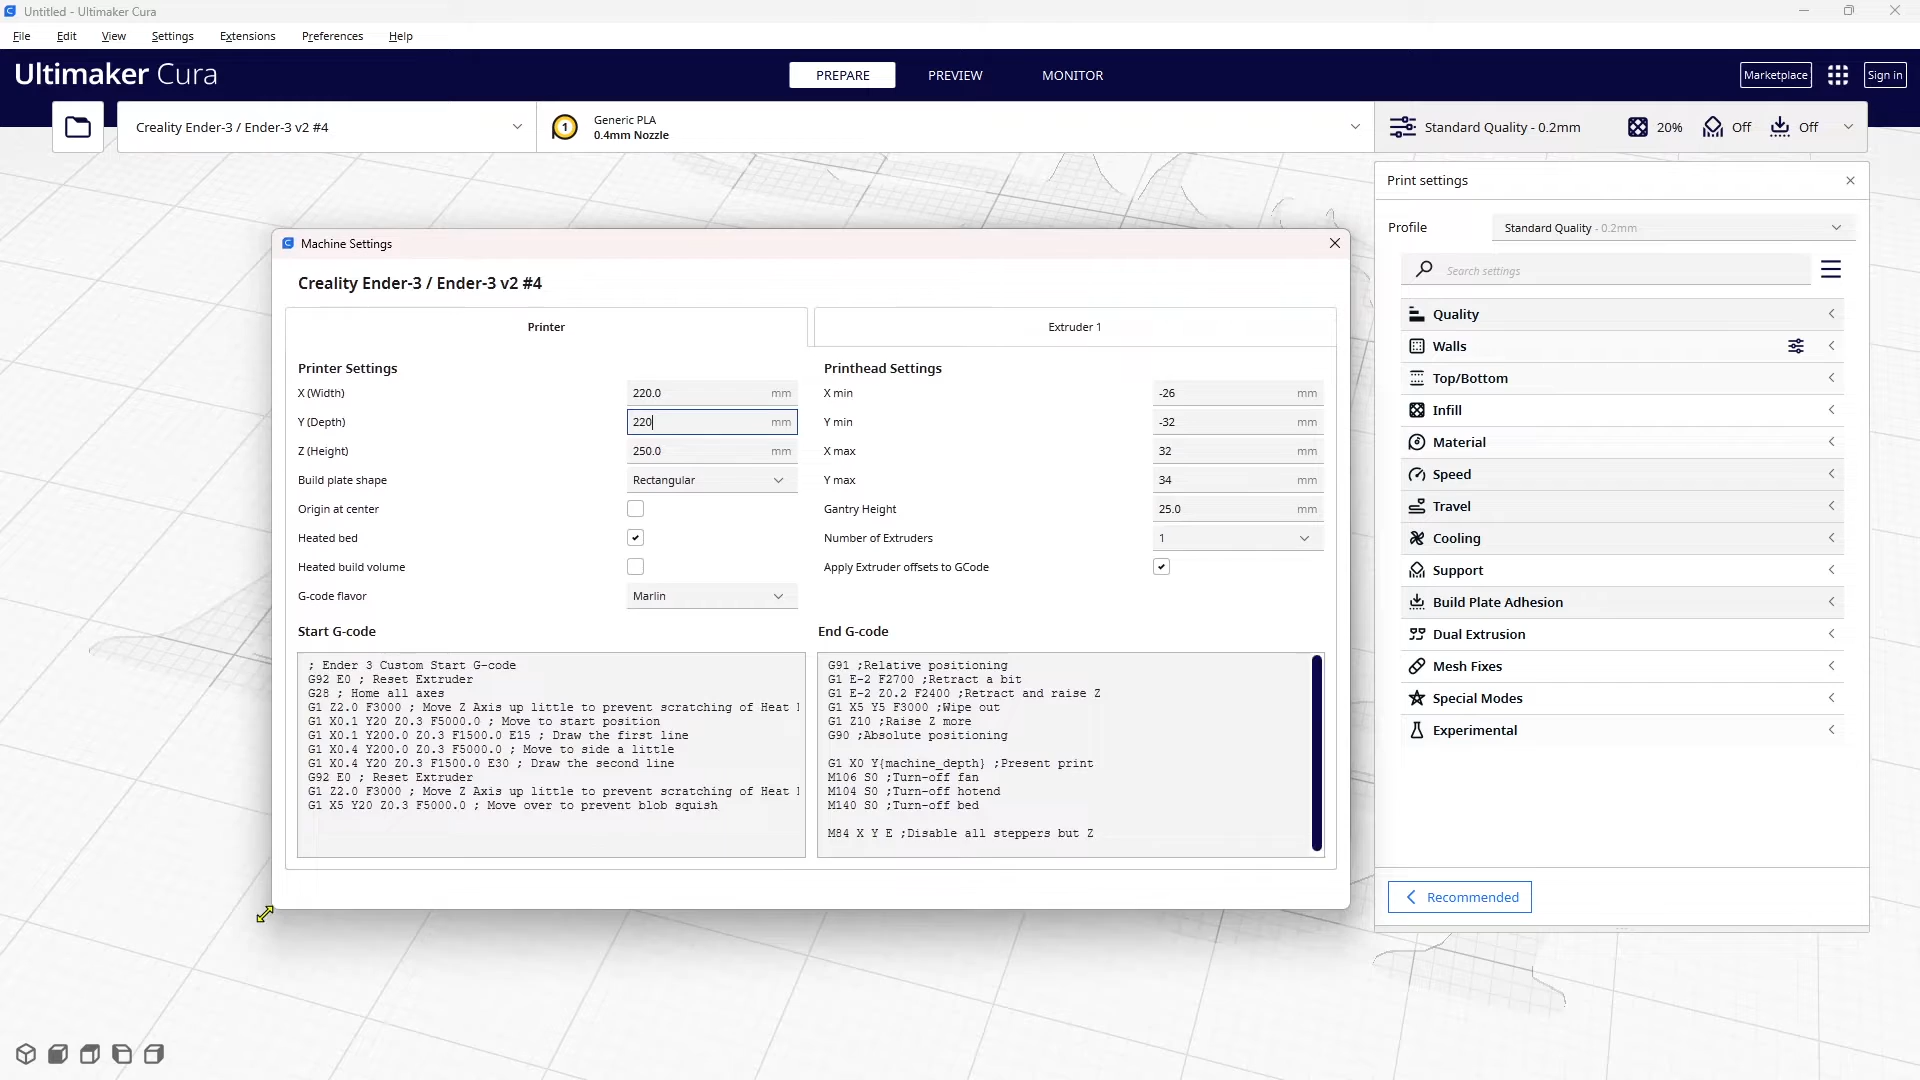 Untitled - Ultimaker Cura
File Edit View Settings Extensions Preferences Help
Ultimaker Cura
PREPARE PREVIEW MONITOR
Marketplace
Sign in
Creality Ender-3 / Ender-3 v2 #4
1
Generic PLA
0.4mm Nozzle
Standard Quality - 0.2mm
20%
Off
Off
Print settings
Profile
Standard Quality - 0.2mm
Search settings
Quality
Walls
Top/Bottom
Infill
Material
Speed
Travel
Cooling
Support
Build Plate Adhesion
Dual Extrusion
Mesh Fixes
Special Modes
Experimental
Recommended
Machine Settings
Creality Ender-3 / Ender-3 v2 #4
Printer
Extruder 1
Printer Settings
X (Width) 220.0 mm
Y (Depth) 220 mm
Z (Height) 250.0 mm
Build plate shape Rectangular
Origin at center
Heated bed
Heated build volume
G-code flavor Marlin
Printhead Settings
X min -26 mm
Y min -32 mm
X max 32 mm
Y max 34 mm
Gantry Height 25.0 mm
Number of Extruders 1
Apply Extruder offsets to GCode
Start G-code
; Ender 3 Custom Start G-code
G92 E0 ; Reset Extruder
G28 ; Home all axes
G1 Z2.0 F3000 ; Move Z Axis up little to prevent scratching of Heat
G1 X0.1 Y20 Z0.3 F5000.0 ; Move to start position
G1 X0.1 Y200.0 Z0.3 F1500.0 E15 ; Draw the first line
G1 X0.4 Y200.0 Z0.3 F5000.0 ; Move to side a little
G1 X0.4 Y20 Z0.3 F1500.0 E30 ; Draw the second line
G92 E0 ; Reset Extruder
G1 Z2.0 F3000 ; Move Z Axis up little to prevent scratching of Heat
G1 X5 Y20 Z0.3 F5000.0 ; Move over to prevent blob squish
End G-code
G91 ;Relative positioning
G1 E-2 F2700 ;Retract a bit
G1 E-2 Z0.2 F2400 ;Retract and raise Z
G1 X5 Y5 F3000 ;Wipe out
G1 Z10 ;Raise Z more
G90 ;Absolute positioning
G1 X0 Y{machine_depth} ;Present print
M106 S0 ;Turn-off fan
M104 S0 ;Turn-off hotend
M140 S0 ;Turn-off bed
M84 X Y E ;Disable all steppers but Z